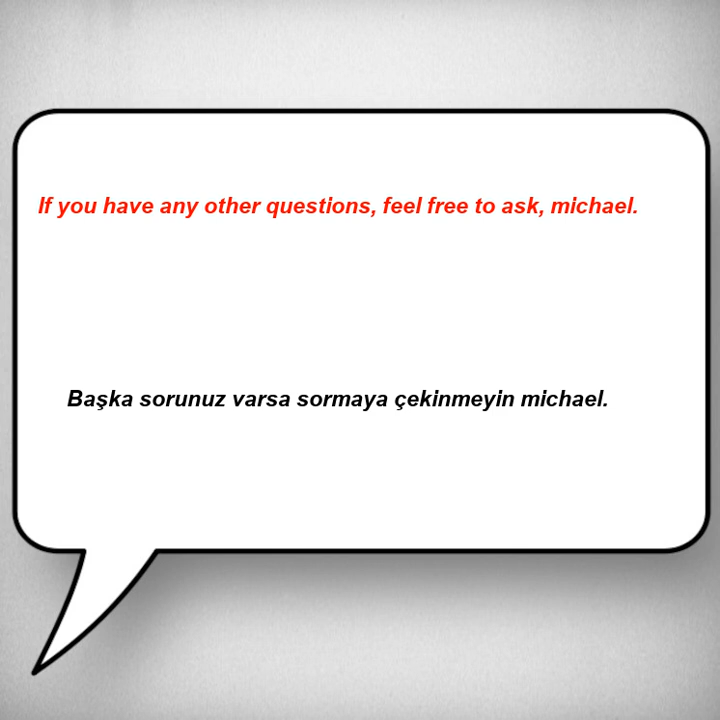 If you have any other questions, feel free to ask, michael.
Başka sorunuz varsa sormaya çekinmeyin michael.